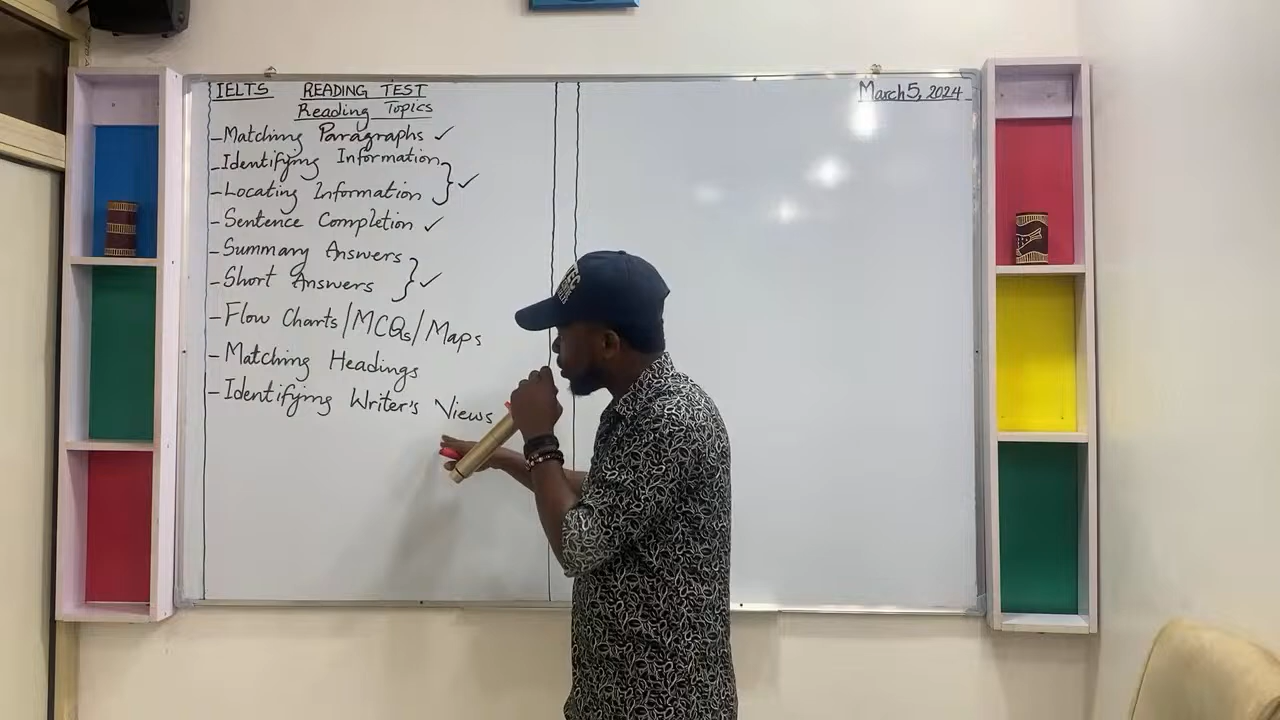 IELTS READING TEST
Reading Topics
March 5, 2024
- Matching Paragraphs ✓
- Identifying Information
- Locating Information ✓
- Sentence Completion ✓
- Summary Answers
- Short Answers ✓
- Flow Charts/MCQs/Maps
- Matching Headings
- Identifying Writer's Views